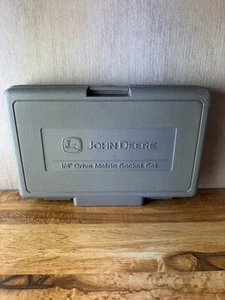 JOHN DEERE
1/4" Drive Metric Socket Set